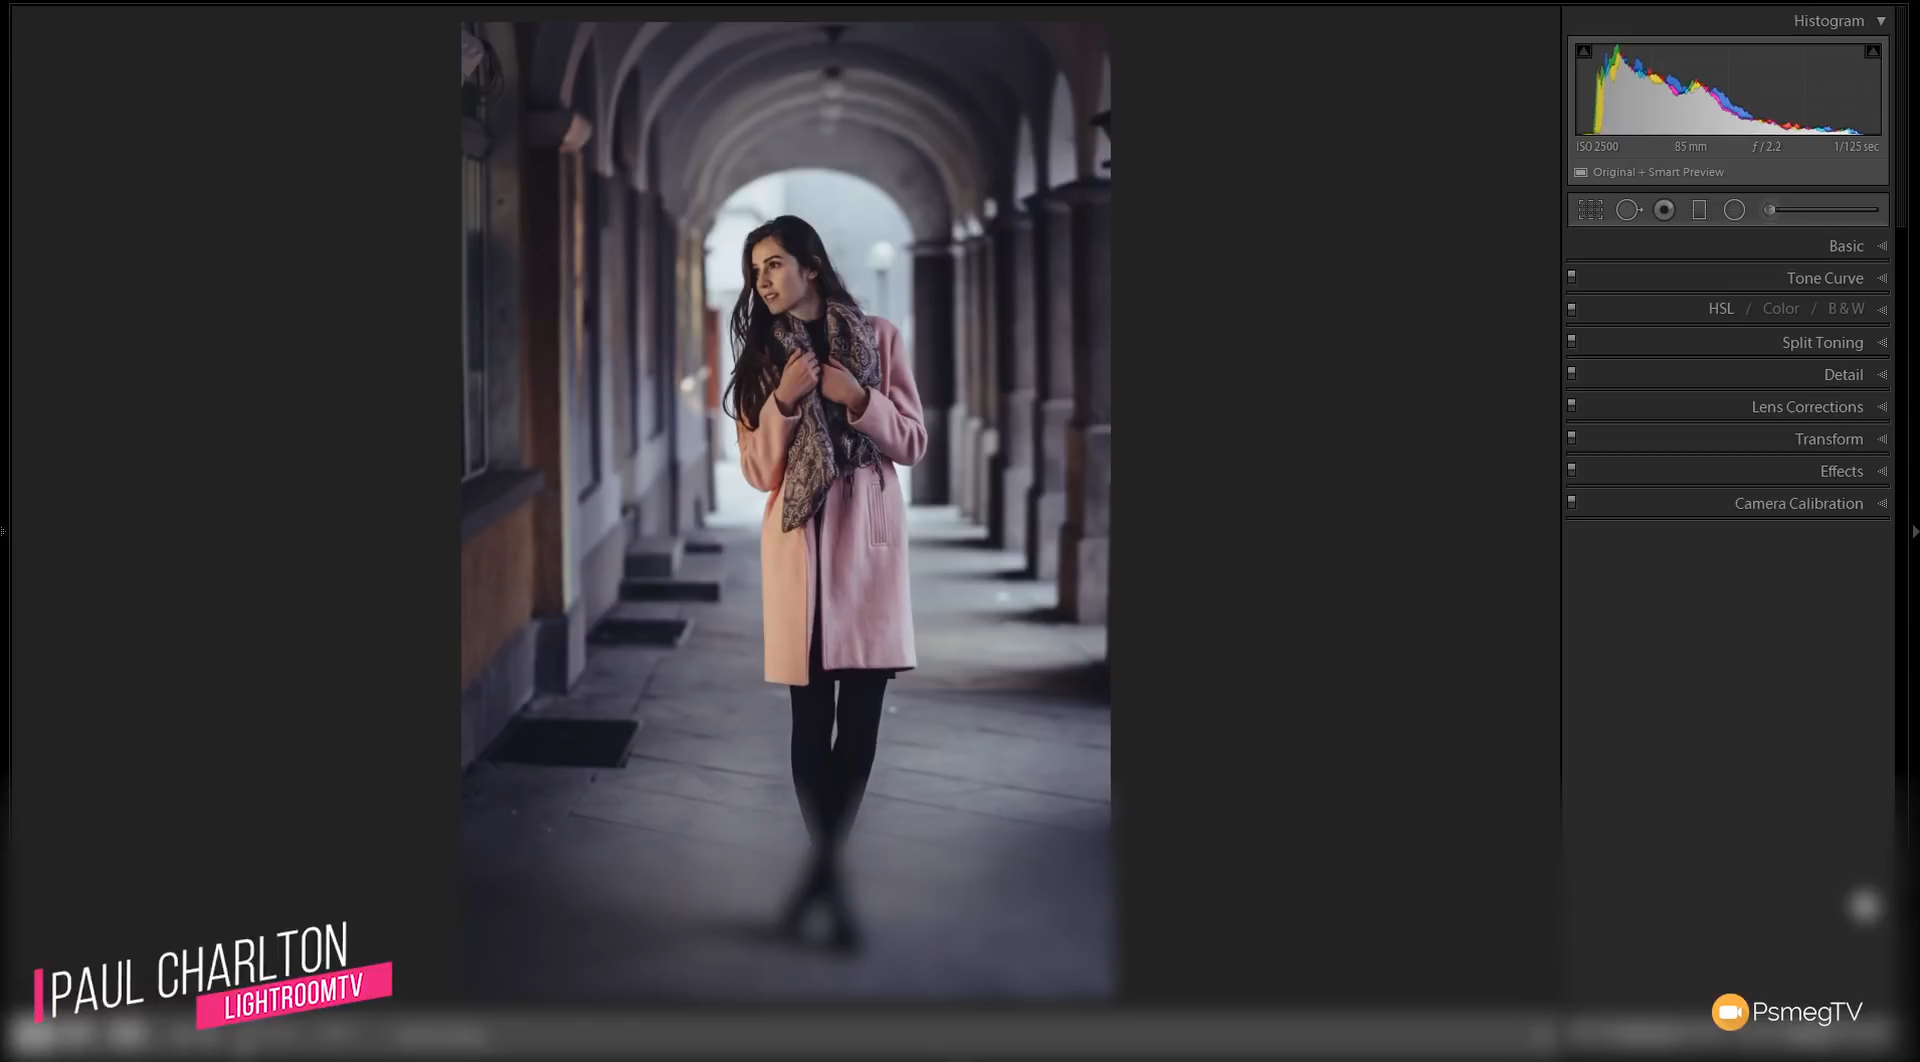 Histogram
ISO 2500 85 mm ƒ / 2.2 1/125 sec
Original + Smart Preview
Basic
Tone Curve
HSL / Color / B & W
Split Toning
Detail
Lens Corrections
Transform
Effects
Camera Calibration
PAUL CHARLTON
LIGHTROOMTV
PsmegTV